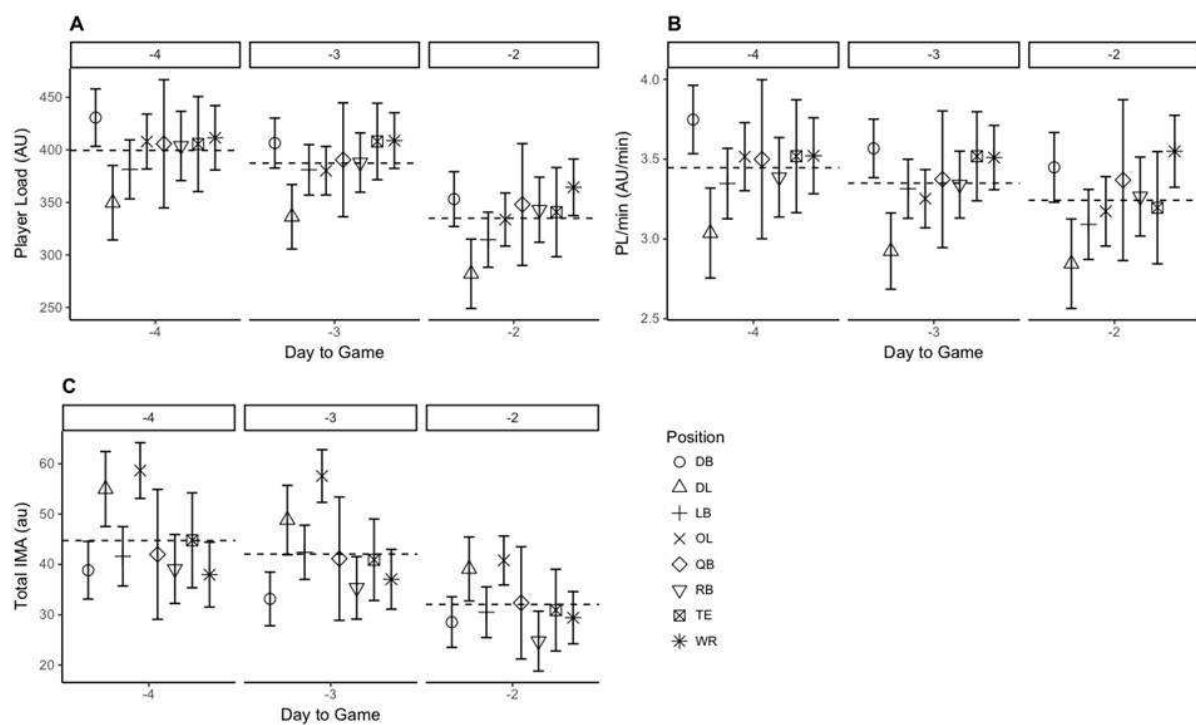 A
-4 -3 -2
Player Load (AU)
450
400
350
300
250
-4 -3 -2
Day to Game
B
-4 -3 -2
PL/min (AU/min)
4.0
3.5
3.0
2.5
-4 -3 -2
Day to Game
C
-4 -3 -2
Total IMA (au)
60
50
40
30
20
-4 -3 -2
Day to Game
Position
DB
DL
LB
OL
QB
RB
TE
WR